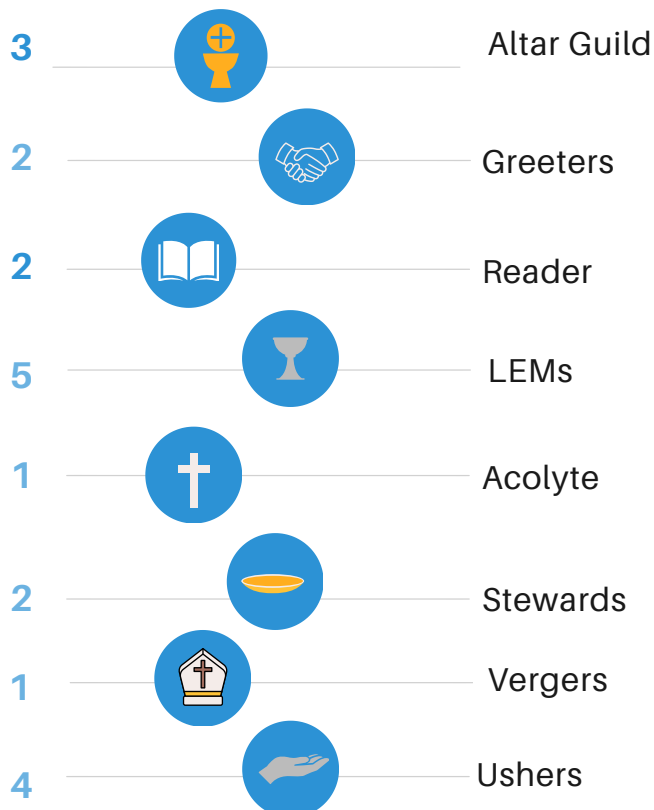 3 Altar Guild
2 Greeters
2 Reader
5 LEMs
1 Acolyte
2 Stewards
1 Vergers
4 Ushers